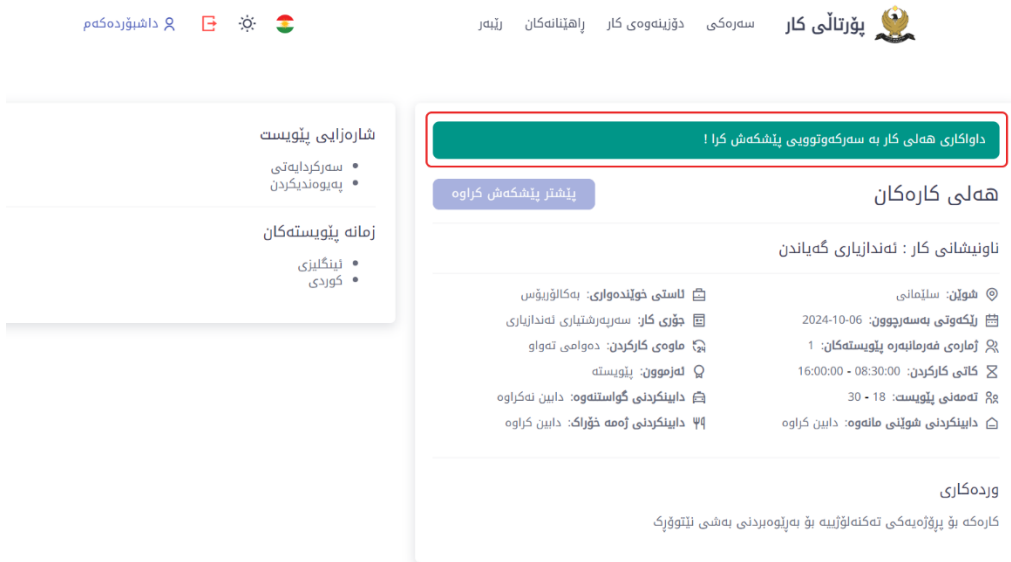 پۆرتاڵی کار
سەرەکی
دۆزینەوەی کار
ڕاهێنانەکان
ڕێبەر
داشبۆردەکەم
داواکاری هەلی کار بە سەرکەوتوویی پێشکەش کرا !
هەلی کارەکان
پێشتر پێشکەش کراوە
ناونیشانی کار : ئەندازیاری گەیاندن
شوێن: سلێمانی
ئاستی خوێندەواری: بەکالۆریۆس
ڕێکەوتی بەسەرچوون: 2024-10-06
جۆری کار: سەرپەرشتیاری ئەندازیاری
ژمارەی فەرمانبەرە پێویستەکان: 1
ماوەی کارکردن: دەوامی تەواو
کاتی کارکردن: 08:30:00 - 16:00:00
ئەزموون: پێویستە
تەمەنی پێویست: 18 - 30
دابینکردنی گواستنەوە: دابین نەکراوە
دابینکردنی شوێنی مانەوە: دابین کراوە
دابینکردنی ژەمە خۆراک: دابین کراوە
وردەکاری
کارەکە بۆ پڕۆژەیەکی تەکنەلۆژییە بۆ بەڕێوەبردنی بەشی نێتوۆرک
شارەزایی پێویست
سەرکردایەتی
پەیوەندیکردن
زمانە پێویستەکان
ئینگلیزی
کوردی